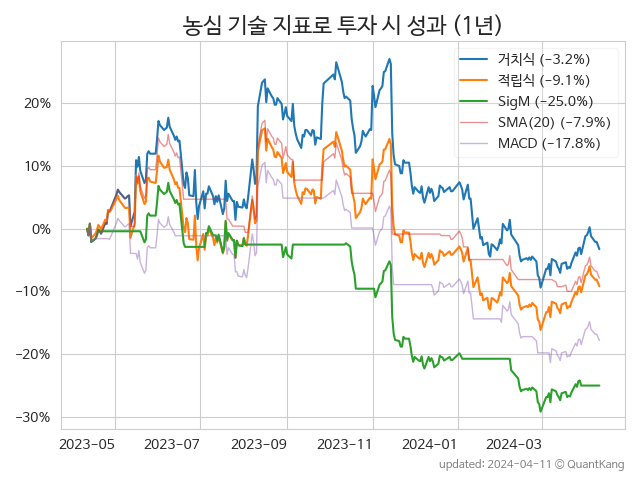 농심 기술 지표로 투자 시 성과 (1년)
거치식 (−3.2%)
적립식 (−9.1%)
SigM (−25.0%)
SMA(20) (−7.9%)
MACD (−17.8%)
20%
10%
0%
−10%
−20%
−30%
2023-05 2023-07 2023-09 2023-11 2024-01 2024-03
updated: 2024-04-11 © QuantKang